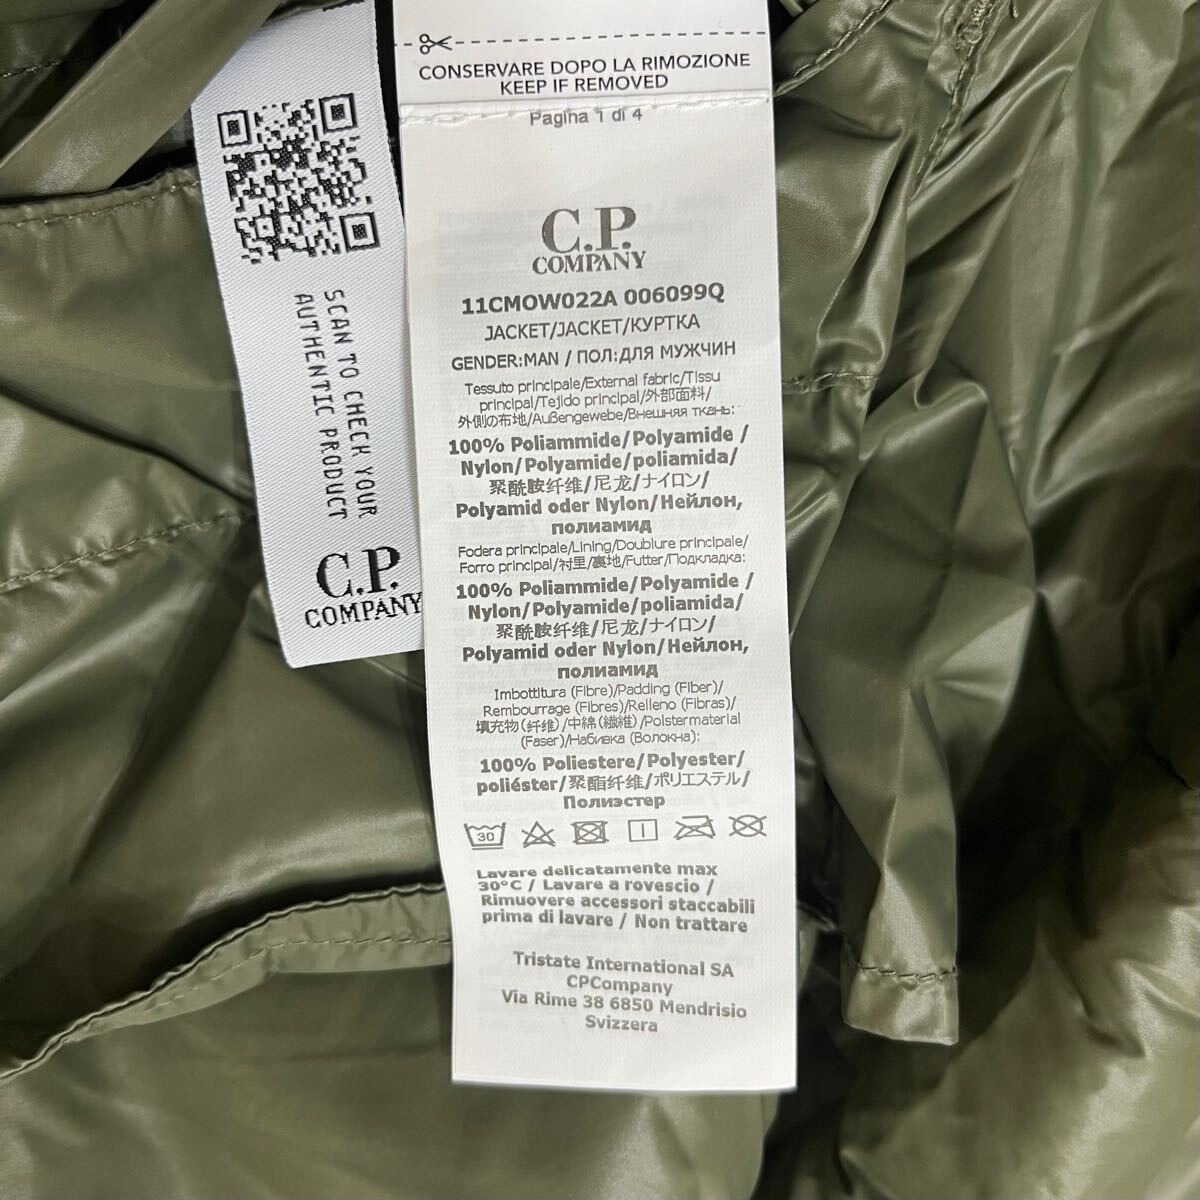 CONSERVARE DOPO LA RIMOZIONE
KEEP IF REMOVED
Pagina 1 di 4
C.P.
COMPANY
11CMOW022A 006099Q
JACKET/JACKET/КУРТКА
GENDER:MAN / ПОЛ:ДЛЯ МУЖЧИН
Tessuto principale/External fabric/Tissu
principal/Tejido principal/外部面料/
外側の布地/Außengewebe/Внешняя ткань:
100% Poliammide/Polyamide /
Nylon/Polyamide/poliamida/
聚酰胺纤维/尼龙/ナイロン/
Polyamid oder Nylon/Нейлон,
полиамид
Fodera principale/Lining/Doublure principale/
Forro principal/衬里/裏地/Futter/Подкладка:
100% Poliammide/Polyamide /
Nylon/Polyamide/poliamida/
聚酰胺纤维/尼龙/ナイロン/
Polyamid oder Nylon/Нейлон,
полиамид
Imbottitura (Fibre)/Padding (Fiber)/
Rembourrage (Fibres)/Relleno (Fibras)/
填充物(纤维)/中綿(繊維)/Polstermaterial
(Faser)/Набивка (Волокна):
100% Poliestere/Polyester/
poliéster/聚酯纤维/ポリエステル/
Полиэстер
30
Lavare delicatamente max
30°C / Lavare a rovescio /
Rimuovere accessori staccabili
prima di lavare / Non trattare
Tristate International SA
CPCompany
Via Rime 38 6850 Mendrisio
Svizzera
SCAN TO CHECK YOUR
AUTHENTIC PRODUCT
C.P.
COMPANY